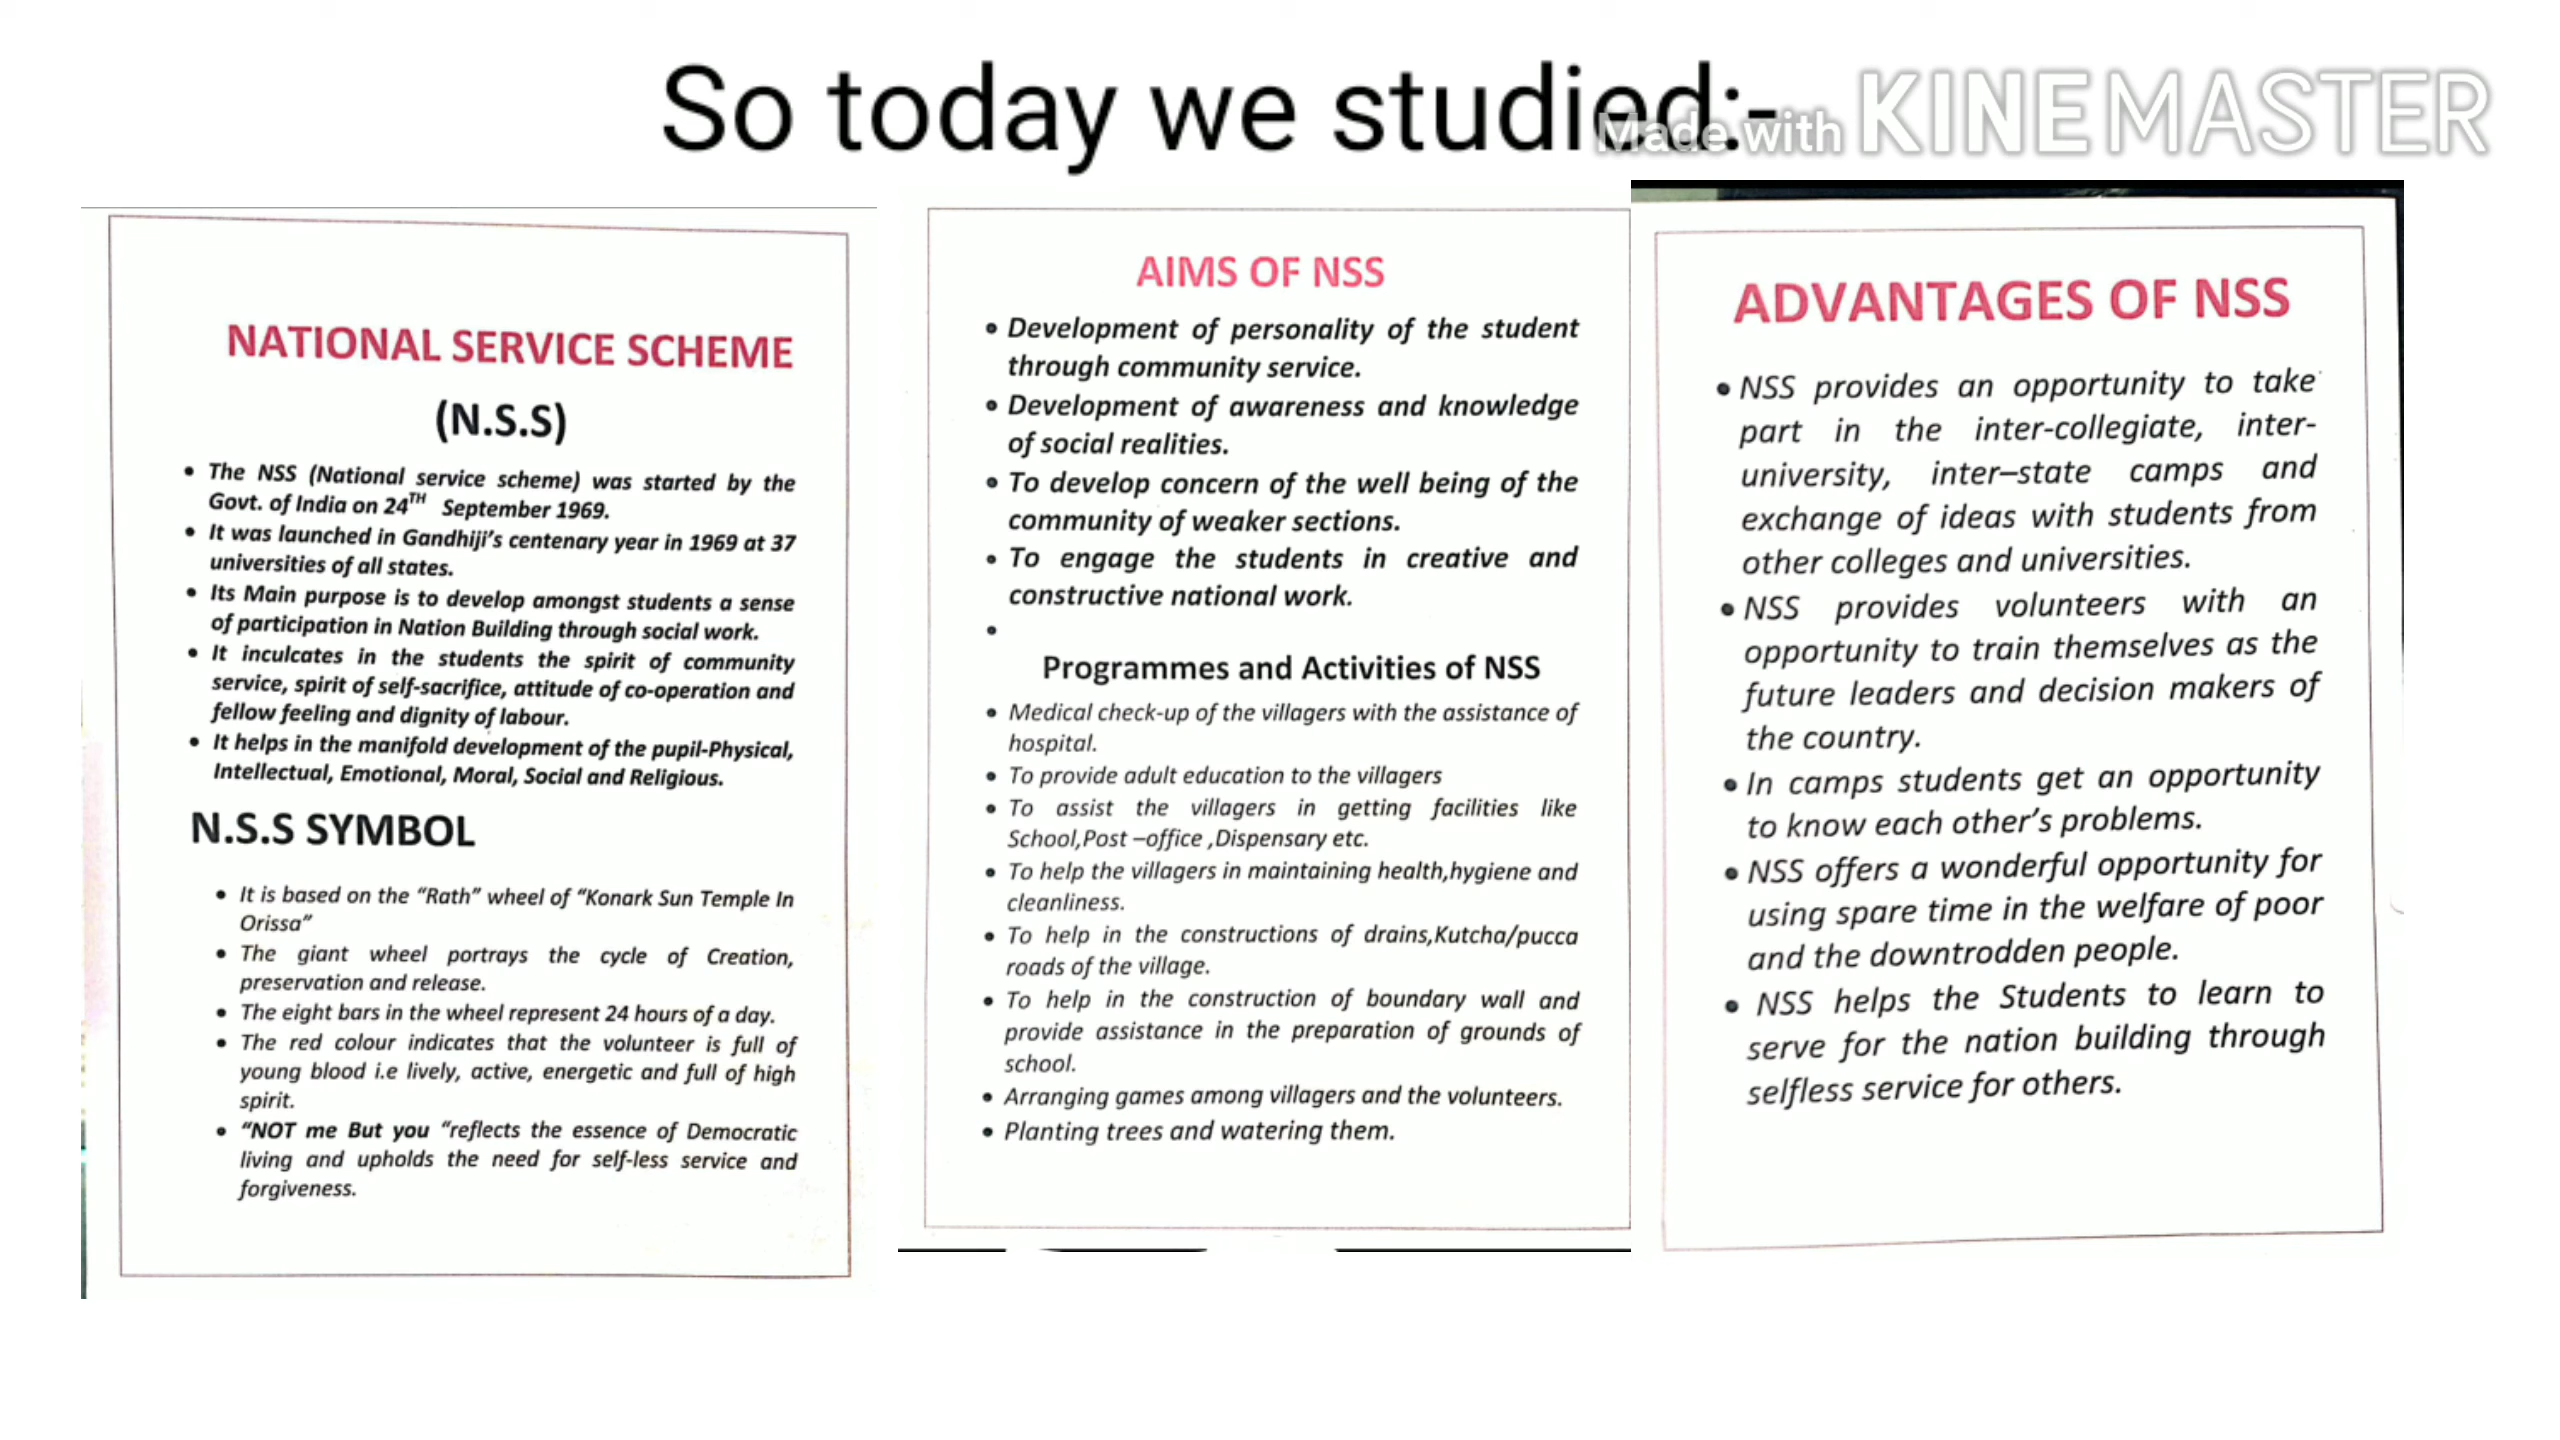 So today we studied:-
Made with KINEMASTER
NATIONAL SERVICE SCHEME
(N.S.S)
• The NSS (National service scheme) was started by the
Govt. of India on 24TH September 1969.
• It was launched in Gandhiji's centenary year in 1969 at 37
universities of all states.
• Its Main purpose is to develop amongst students a sense
of participation in Nation Building through social work.
• It inculcates in the students the spirit of community
service, spirit of self-sacrifice, attitude of co-operation and
fellow feeling and dignity of labour.
• It helps in the manifold development of the pupil-Physical,
Intellectual, Emotional, Moral, Social and Religious.
N.S.S SYMBOL
• It is based on the "Rath" wheel of "Konark Sun Temple In
Orissa"
• The giant wheel portrays the cycle of Creation,
preservation and release.
• The eight bars in the wheel represent 24 hours of a day.
• The red colour indicates that the volunteer is full of
young blood i.e lively, active, energetic and full of high
spirit.
• "NOT me But you "reflects the essence of Democratic
living and upholds the need for self-less service and
forgiveness.
AIMS OF NSS
• Development of personality of the student
through community service.
• Development of awareness and knowledge
of social realities.
• To develop concern of the well being of the
community of weaker sections.
• To engage the students in creative and
constructive national work.
•
Programmes and Activities of NSS
• Medical check-up of the villagers with the assistance of
hospital.
• To provide adult education to the villagers
• To assist the villagers in getting facilities like
School,Post –office ,Dispensary etc.
• To help the villagers in maintaining health,hygiene and
cleanliness.
• To help in the constructions of drains,Kutcha/pucca
roads of the village.
• To help in the construction of boundary wall and
provide assistance in the preparation of grounds of
school.
• Arranging games among villagers and the volunteers.
• Planting trees and watering them.
ADVANTAGES OF NSS
• NSS provides an opportunity to take
part in the inter-collegiate, inter-
university, inter–state camps and
exchange of ideas with students from
other colleges and universities.
• NSS provides volunteers with an
opportunity to train themselves as the
future leaders and decision makers of
the country.
• In camps students get an opportunity
to know each other's problems.
• NSS offers a wonderful opportunity for
using spare time in the welfare of poor
and the downtrodden people.
• NSS helps the Students to learn to
serve for the nation building through
selfless service for others.